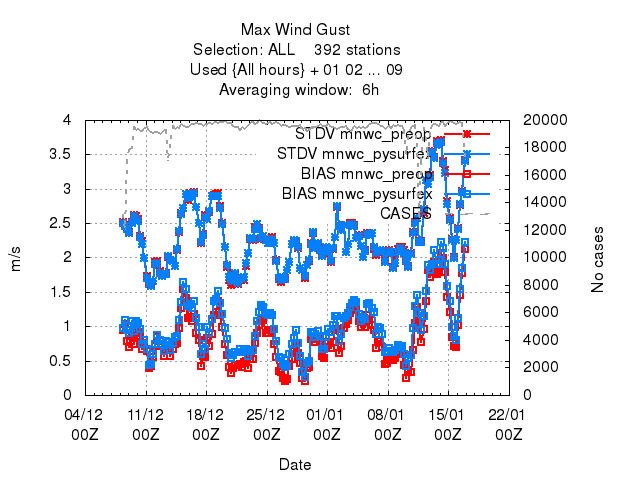 Max Wind Gust
Selection: ALL    392 stations
Used {All hours} + 01 02 ... 09
Averaging window:  6h
4
3.5
3
2.5
2
1.5
1
0.5
0
m/s
20000
18000
16000
14000
12000
10000
8000
6000
4000
2000
0
No cases
STDV mnwc_preop
STDV mnwc_pysurfex
BIAS mnwc_preop
BIAS mnwc_pysurfex
CASES
04/12 11/12 18/12 25/12 01/01 08/01 15/01 22/01
00Z 00Z 00Z 00Z 00Z 00Z 00Z 00Z
Date